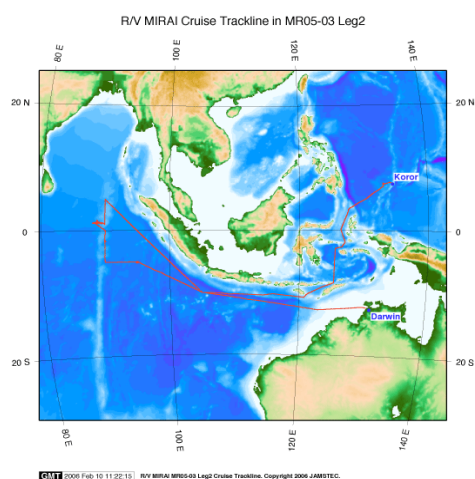 R/V MIRAI Cruise Trackline in MR05-03 Leg2
80 E
100 E
120 E
140 E
20 N
20 N
Koror
0
0
Darwin
20 S
20 S
80 E
100 E
120 E
140 E
GMT 2006 Feb 10 11:22:15 R/V MIRAI MR05-03 Leg2 Cruise Trackline. Copyright 2006 JAMSTEC.